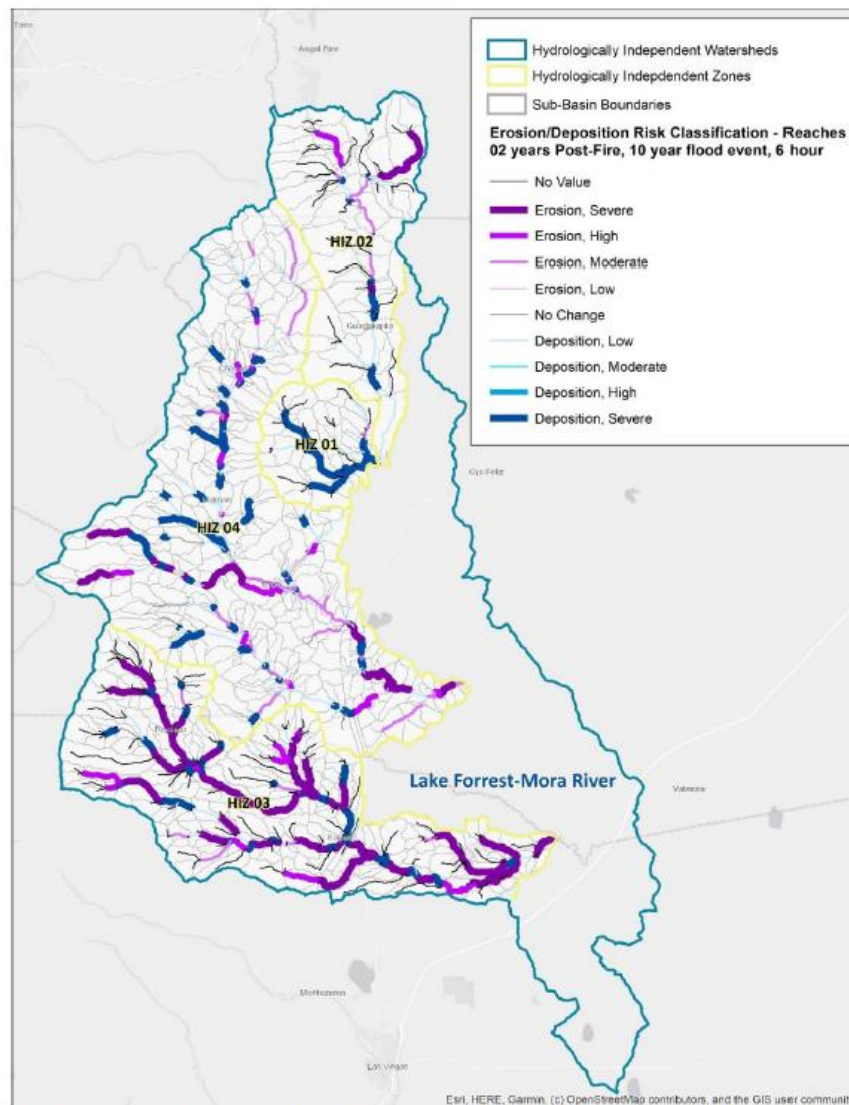 Taos
Angel Fire
Hydrologically Independent Watersheds
Hydrologically Indepdendent Zones
Sub-Basin Boundaries
Erosion/Deposition Risk Classification - Reaches
02 years Post-Fire, 10 year flood event, 6 hour
No Value
Erosion, Severe
Erosion, High
Erosion, Moderate
Erosion, Low
No Change
Deposition, Low
Deposition, Moderate
Deposition, High
Deposition, Severe
HIZ 02
Guadalupita
HIZ 01
Ojo Feliz
HIZ 04
Lake Forrest-Mora River
Valmora
HIZ 03
Montezuma
Las Vegas
Esri, HERE, Garmin, (c) OpenStreetMap contributors, and the GIS user communit